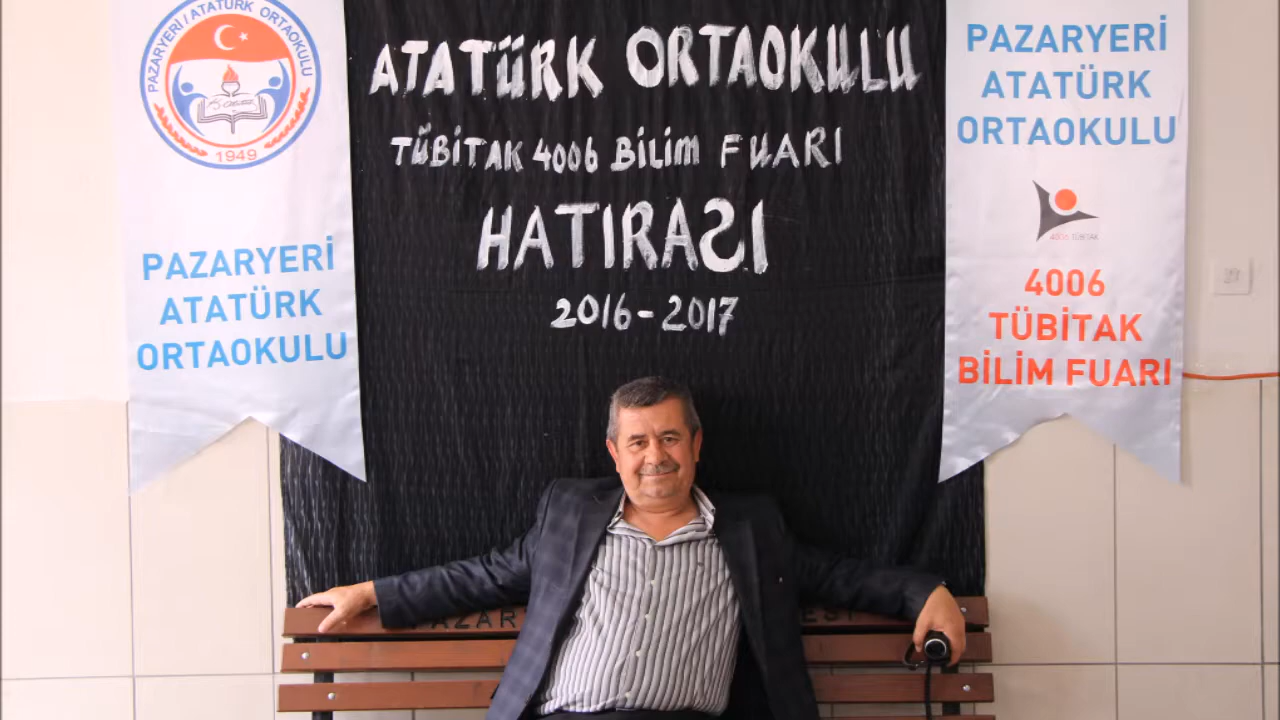 PAZARYERİ / ATATÜRK ORTAOKULU
1949
PAZARYERİ
ATATÜRK
ORTAOKULU
ATATÜRK ORTAOKULU
TÜBİTAK 4006 BİLİM FUARI
HATIRASI
2016-2017
PAZARYERİ
ATATÜRK
ORTAOKULU
4006 TÜBİTAK
4006
TÜBİTAK
BİLİM FUARI
PAZAR